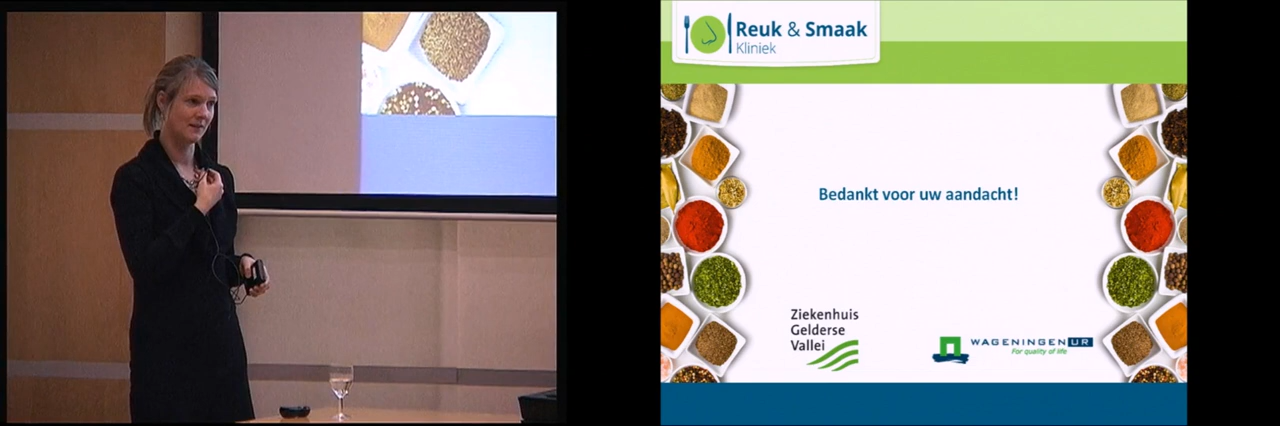 Reuk & Smaak
Kliniek
Bedankt voor uw aandacht!
Ziekenhuis
Gelderse
Vallei
WAGENINGEN UR
For quality of life